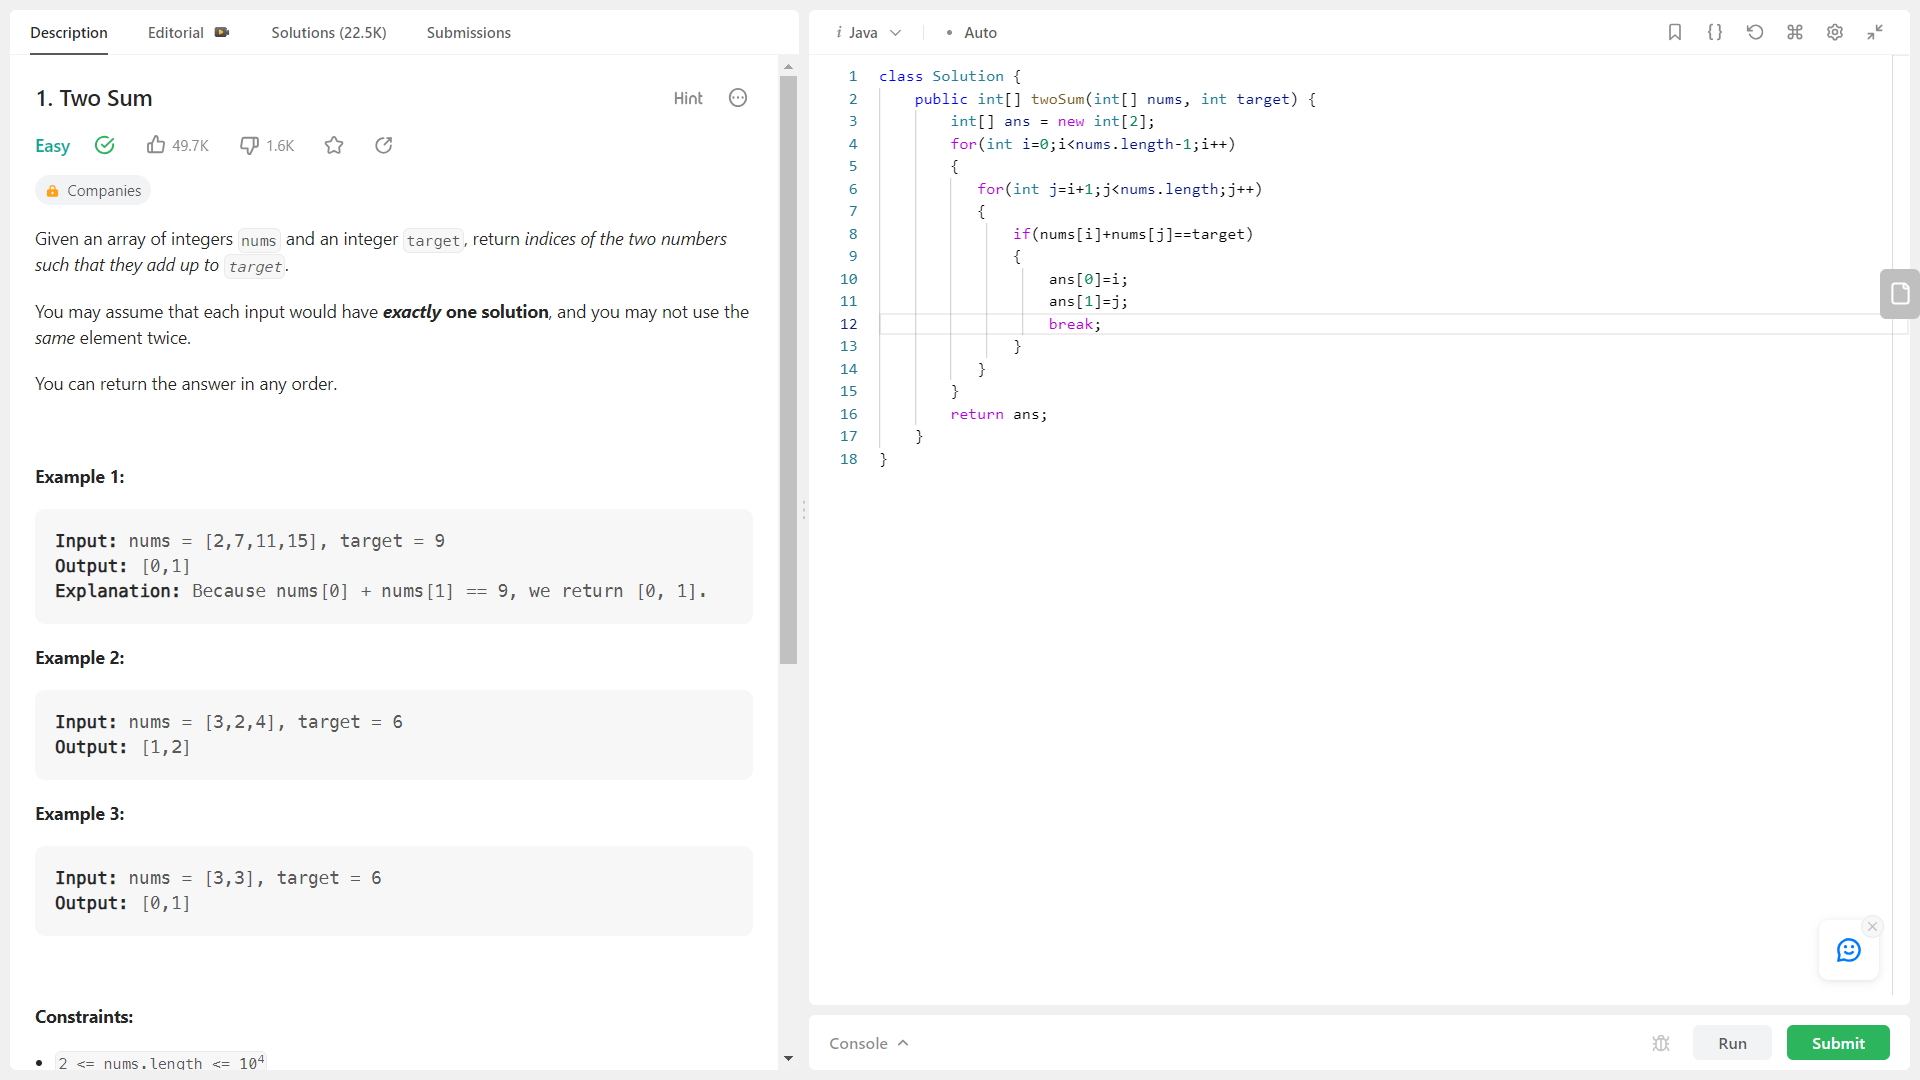 Description Editorial Solutions (22.5K) Submissions
1. Two Sum Hint
Easy 49.7K 1.6K
Companies
Given an array of integers nums and an integer target, return indices of the two numbers
such that they add up to target.
You may assume that each input would have exactly one solution, and you may not use the
same element twice.
You can return the answer in any order.
Example 1:
Input: nums = [2,7,11,15], target = 9
Output: [0,1]
Explanation: Because nums[0] + nums[1] == 9, we return [0, 1].
Example 2:
Input: nums = [3,2,4], target = 6
Output: [1,2]
Example 3:
Input: nums = [3,3], target = 6
Output: [0,1]
Constraints:
• 2 <= nums.length <= 10⁴
i Java • Auto
1 class Solution {
2 public int[] twoSum(int[] nums, int target) {
3 int[] ans = new int[2];
4 for(int i=0;i<nums.length-1;i++)
5 {
6 for(int j=i+1;j<nums.length;j++)
7 {
8 if(nums[i]+nums[j]==target)
9 {
10 ans[0]=i;
11 ans[1]=j;
12 break;
13 }
14 }
15 }
16 return ans;
17 }
18 }
Console Run Submit